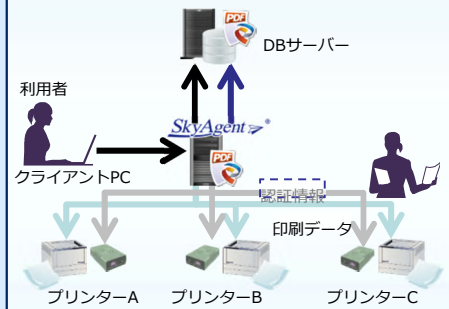 PDF
DBサーバー
利用者
SkyAgent®
クライアントPC
PDF
認証情報
印刷データ
プリンターA
プリンターB
プリンターC